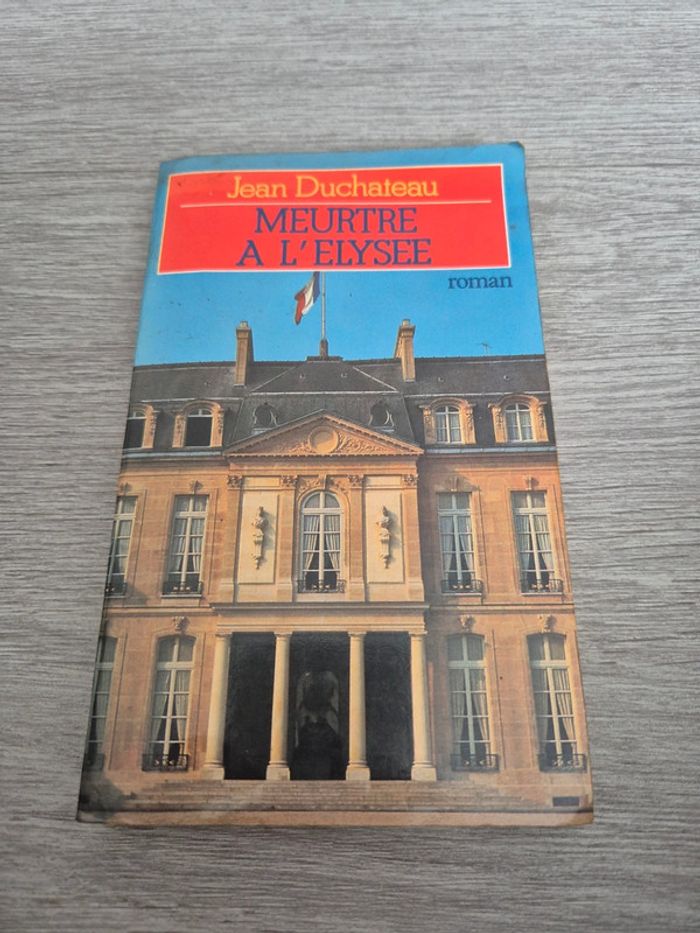 Jean Duchateau
MEURTRE
A L'ELYSEE
roman